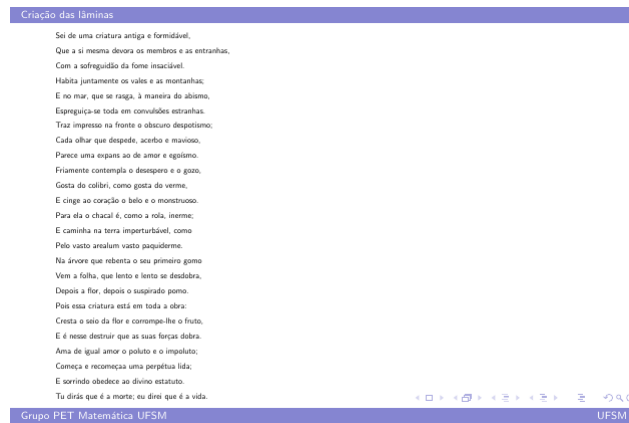 Criação das lâminas
Sei de uma criatura antiga e formidável,
Que a si mesma devora os membros e as entranhas,
Com a sofreguidão da fome insaciável.
Habita juntamente os vales e as montanhas;
E no mar, que se rasga, à maneira do abismo,
Espreguiça-se toda em convulsões estranhas.
Traz impresso na fronte o obscuro despotismo;
Cada olhar que despede, acerbo e mavioso,
Parece uma expans ao de amor e egoísmo.
Friamente contempla o desespero e o gozo,
Gosta do colibri, como gosta do verme,
E cinge ao coração o belo e o monstruoso.
Para ela o chacal é, como a rola, inerme;
E caminha na terra imperturbável, como
Pelo vasto arealum vasto paquiderme.
Na árvore que rebenta o seu primeiro gomo
Vem a folha, que lento e lento se desdobra,
Depois a flor, depois o suspirado pomo.
Pois essa criatura está em toda a obra:
Cresta o seio da flor e corrompe-lhe o fruto,
E é nesse destruir que as suas forças dobra.
Ama de igual amor o poluto e o impoluto;
Começa e recomeçaa uma perpétua lida;
E sorrindo obedece ao divino estatuto.
Tu dirás que é a morte; eu direi que é a vida.
Grupo PET Matemática UFSM
UFSM